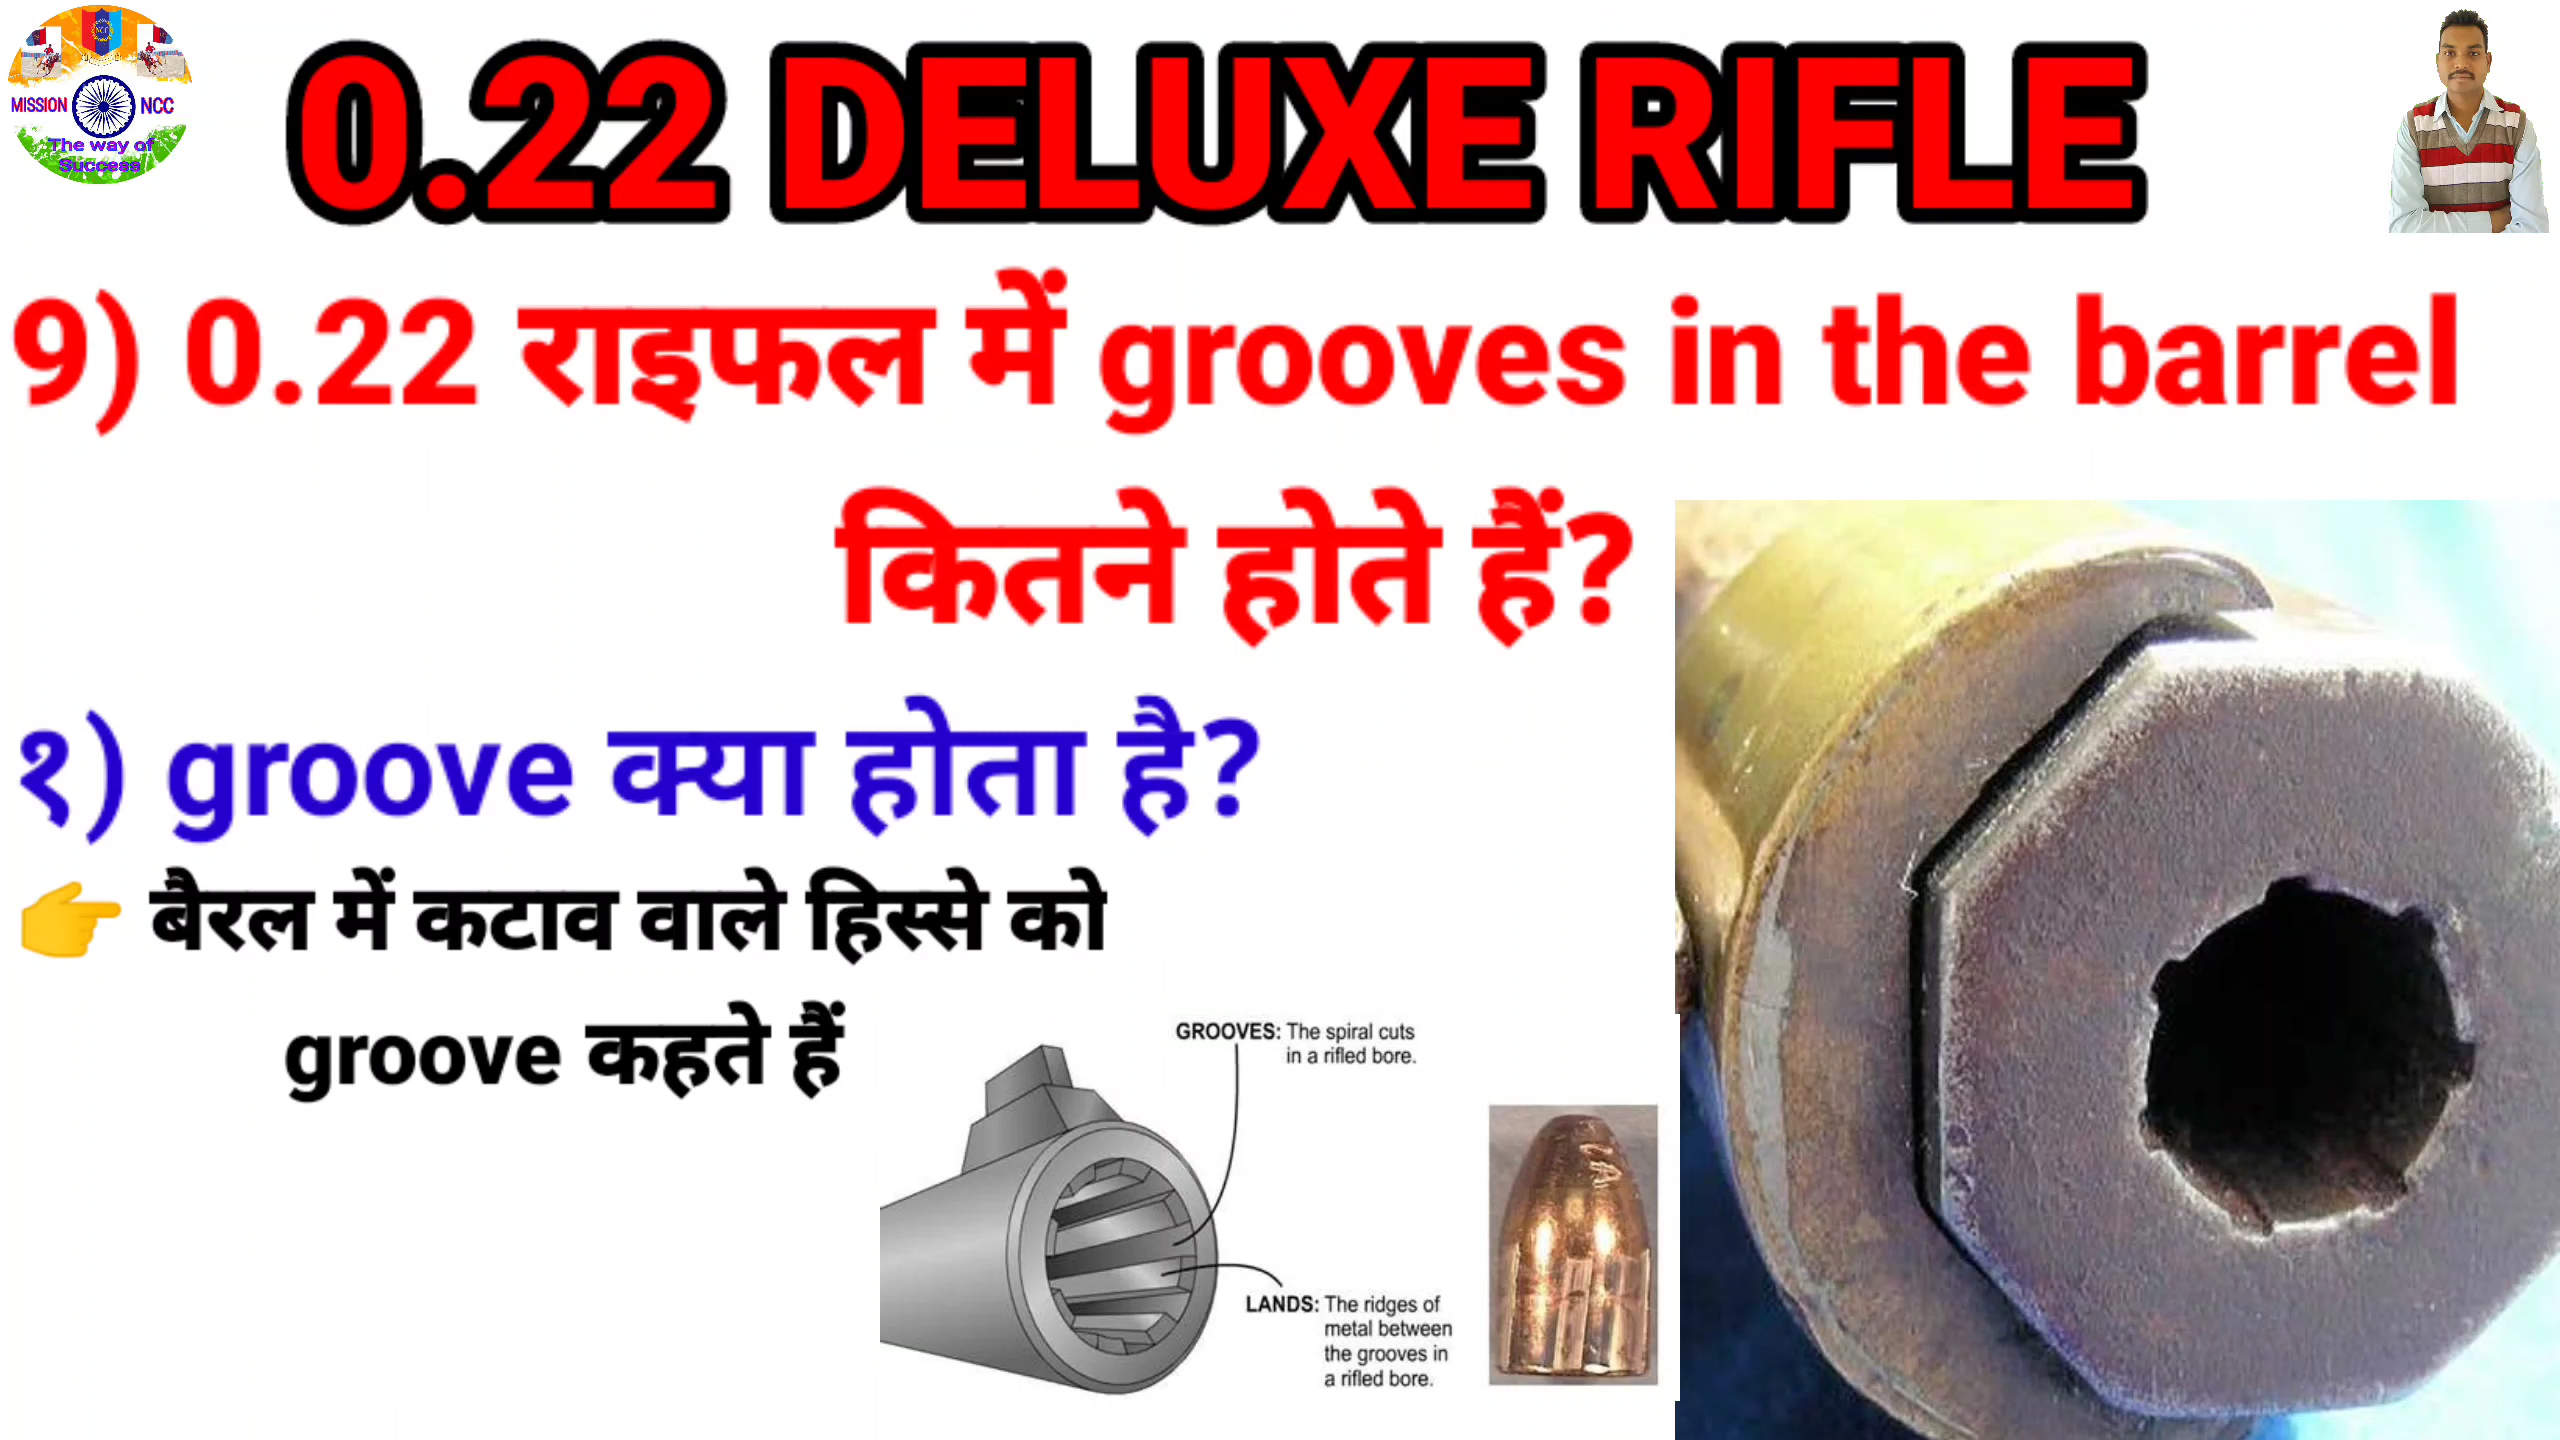 MISSION NCC
The way of
Success
0.22 DELUXE RIFLE
9) 0.22 राइफल में grooves in the barrel
कितने होते हैं?
१) groove क्या होता है?
👉 बैरल में कटाव वाले हिस्से को
groove कहते हैं
GROOVES: The spiral cuts
in a rifled bore.
LANDS: The ridges of
metal between
the grooves in
a rifled bore.